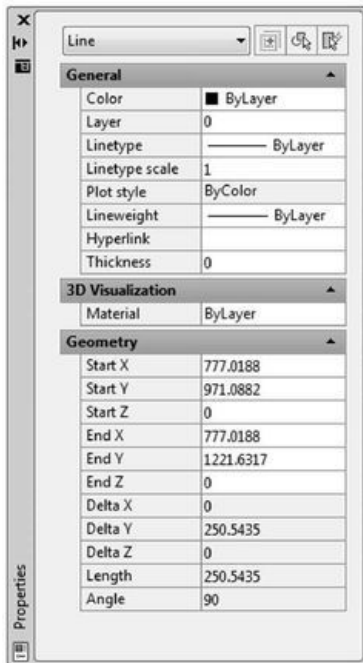 Line
General
Color ByLayer
Layer 0
Linetype ByLayer
Linetype scale 1
Plot style ByColor
Lineweight ByLayer
Hyperlink
Thickness 0
3D Visualization
Material ByLayer
Geometry
Start X 777.0188
Start Y 971.0882
Start Z 0
End X 777.0188
End Y 1221.6317
End Z 0
Delta X 0
Delta Y 250.5435
Delta Z 0
Length 250.5435
Angle 90
Properties